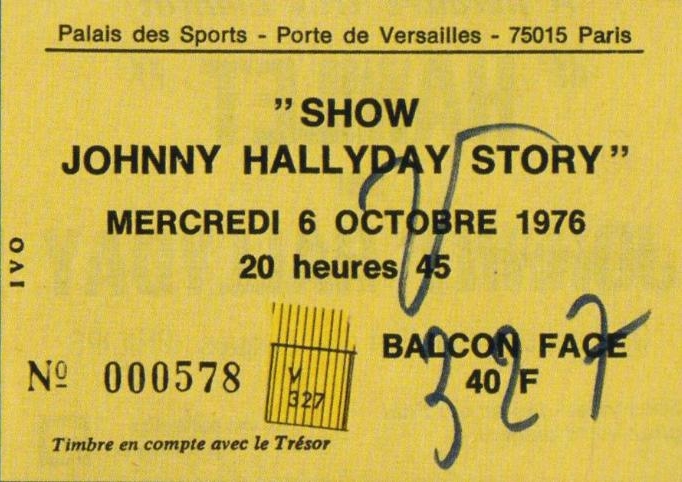 Palais des Sports - Porte de Versailles - 75015 Paris
"SHOW
JOHNNY HALLYDAY STORY"
MERCREDI 6 OCTOBRE 1976
20 heures 45
IVO
V
327
BALCON FACE
40 F
Nº 000578
V
327
Timbre en compte avec le Trésor